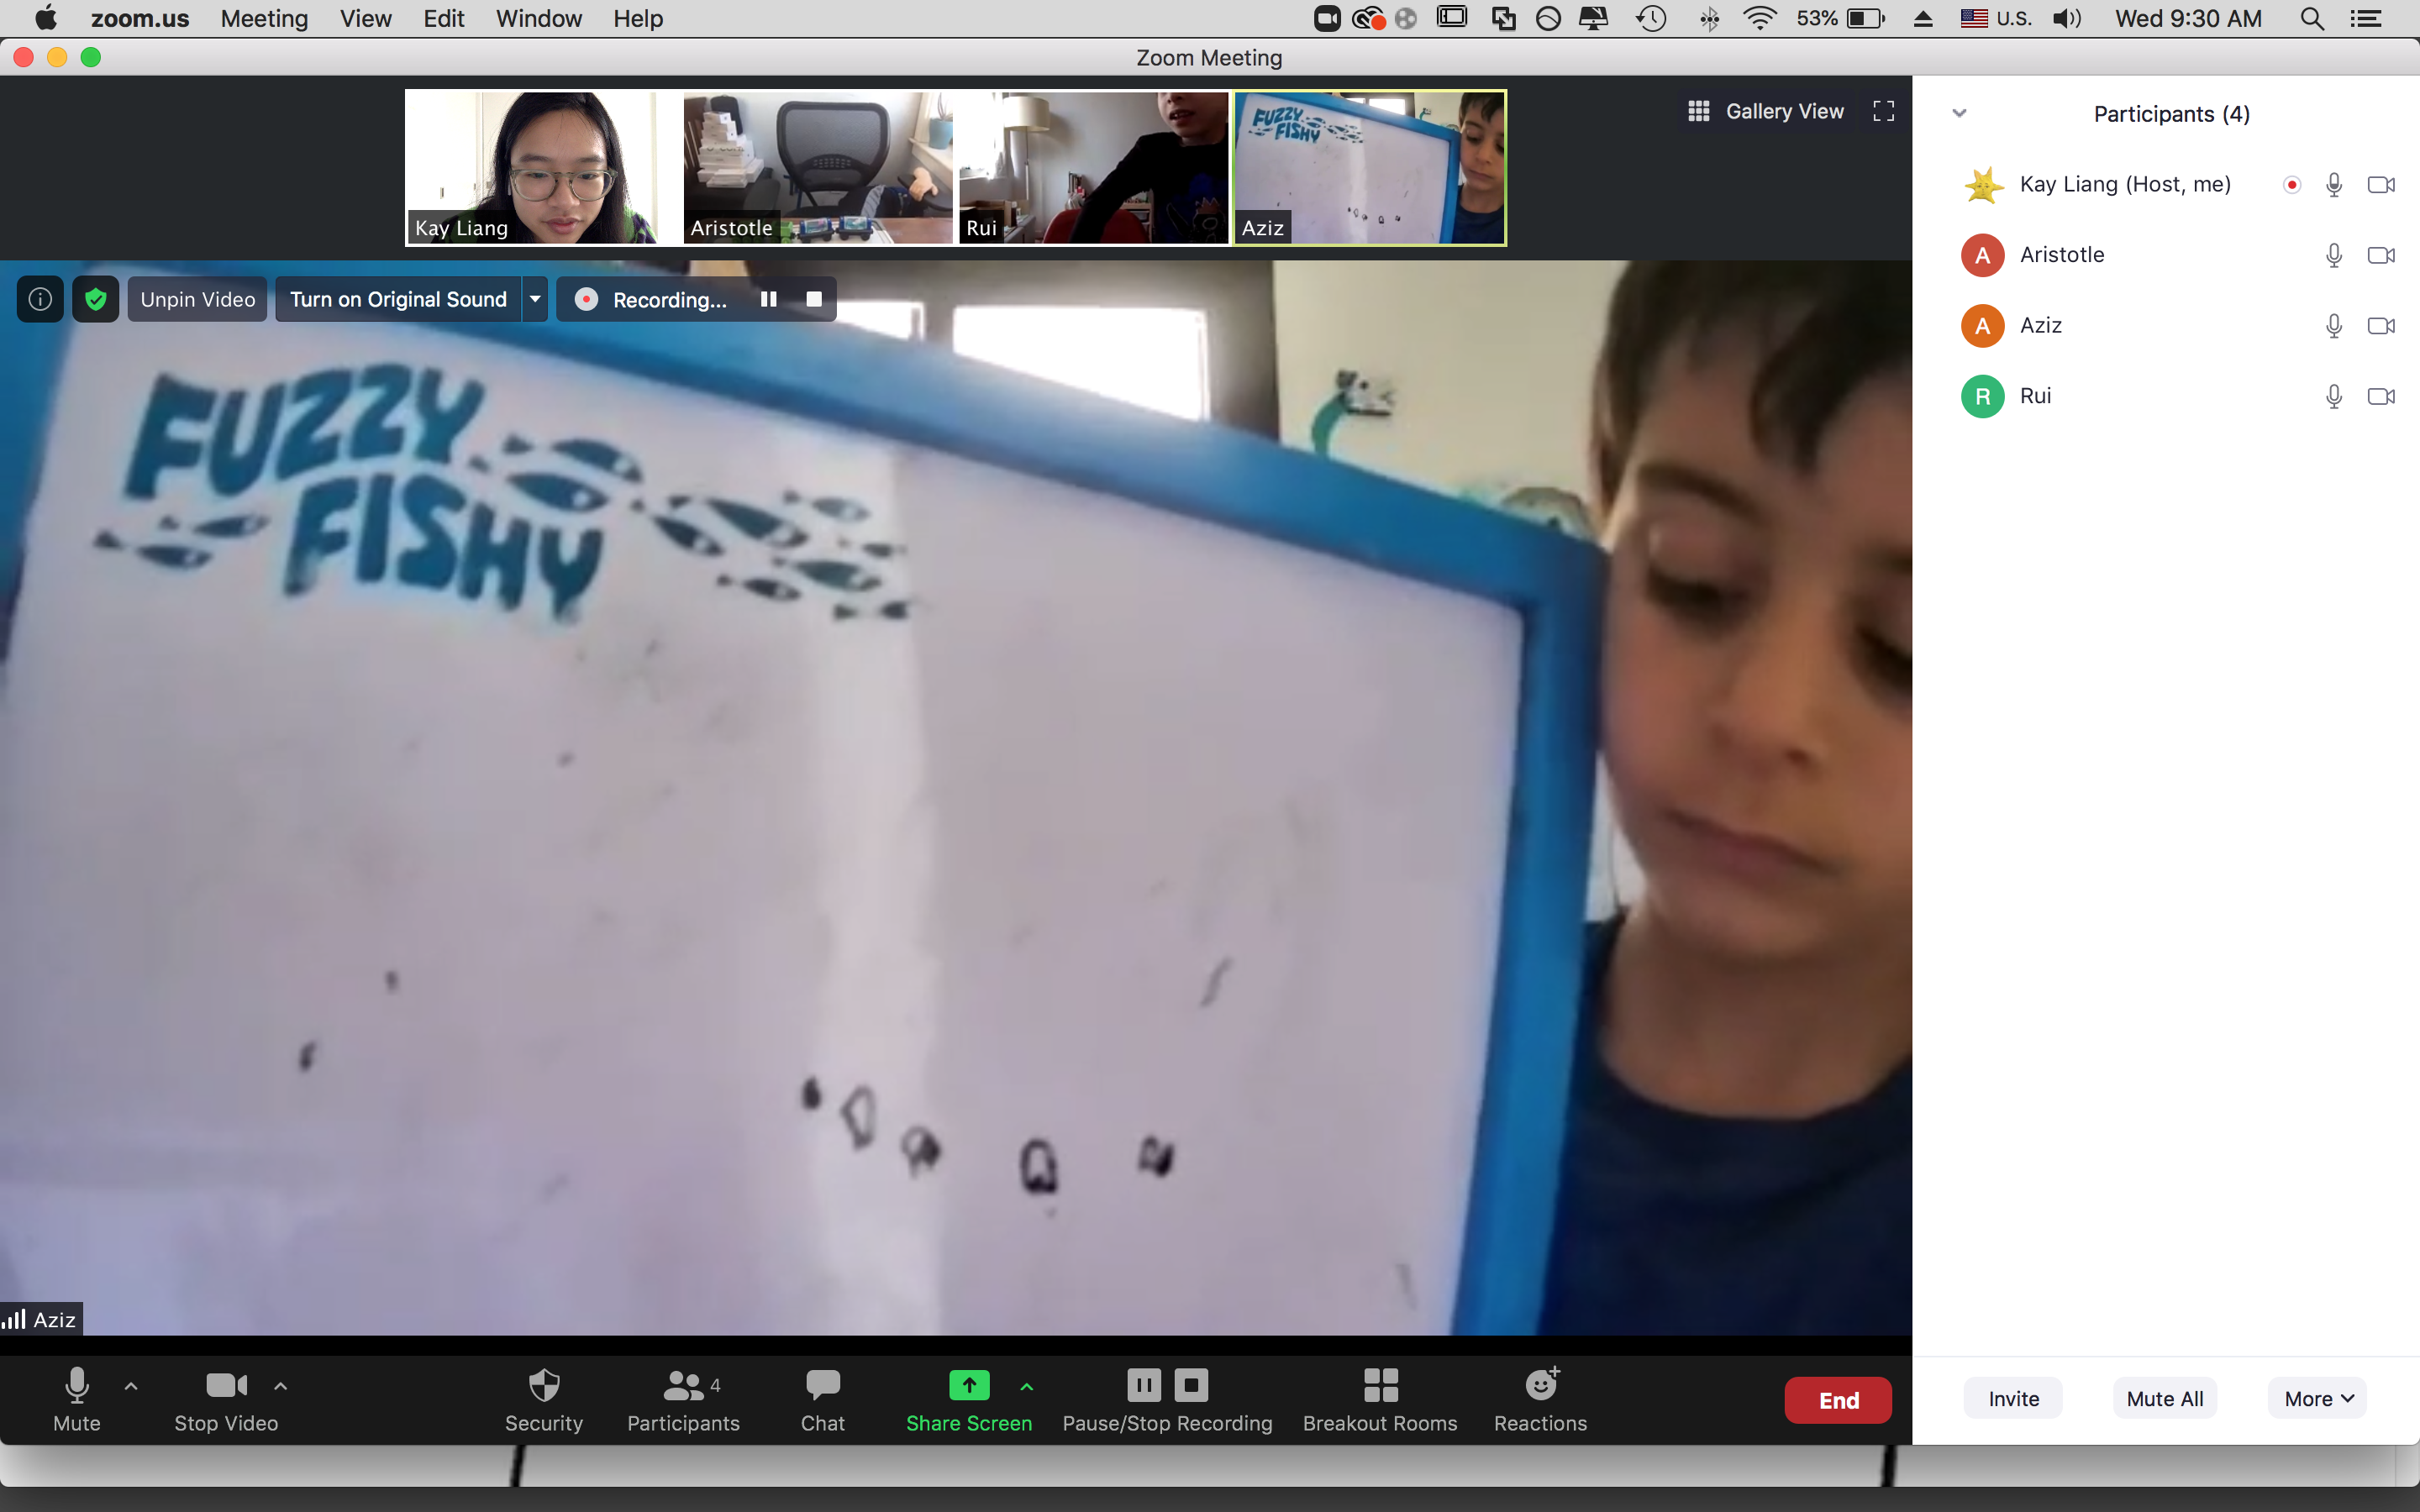 zoom.us Meeting View Edit Window Help 53% U.S. Wed 9:30 AM
Zoom Meeting
Kay Liang
Aristotle
Rui
Aziz
FUZZY
FISHY
Gallery View
Unpin Video Turn on Original Sound Recording...
FUZZY
FISHY
Aziz
Participants (4)
Kay Liang (Host, me)
A Aristotle
A Aziz
R Rui
Mute Stop Video Security Participants 4 Chat Share Screen Pause/Stop Recording Breakout Rooms Reactions End
Invite Mute All More